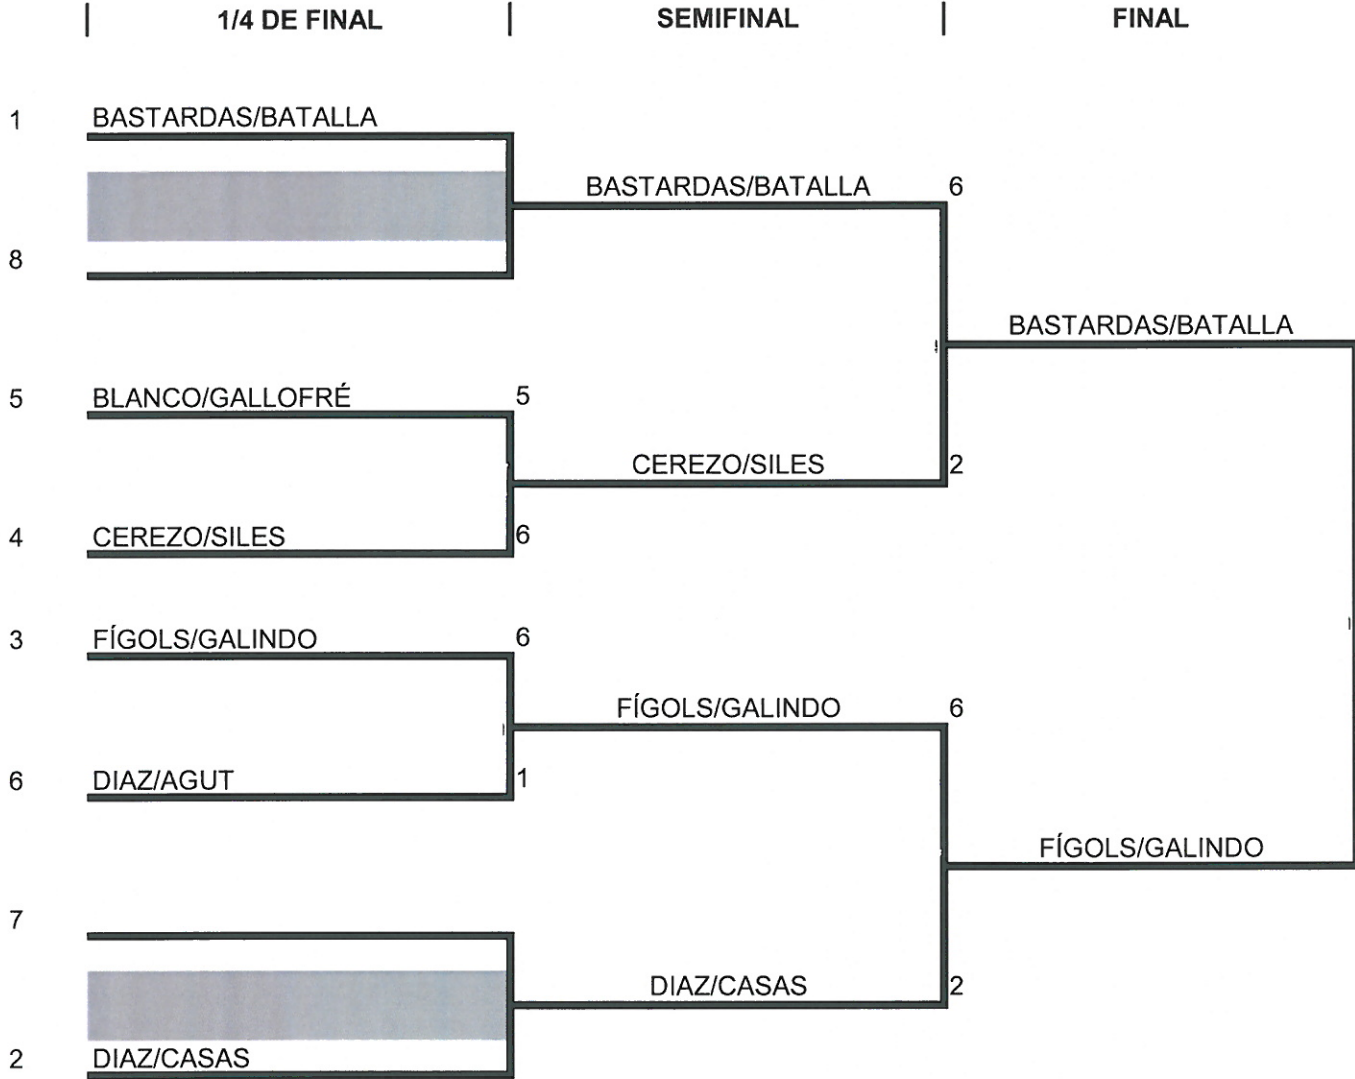 1/4 DE FINAL SEMIFINAL FINAL
1 BASTARDAS/BATALLA
BASTARDAS/BATALLA 6
8
BASTARDAS/BATALLA
5 BLANCO/GALLOFRÉ 5
CEREZO/SILES 2
4 CEREZO/SILES 6
3 FÍGOLS/GALINDO 6
FÍGOLS/GALINDO 6
6 DIAZ/AGUT 1
FÍGOLS/GALINDO
7
DIAZ/CASAS 2
2 DIAZ/CASAS